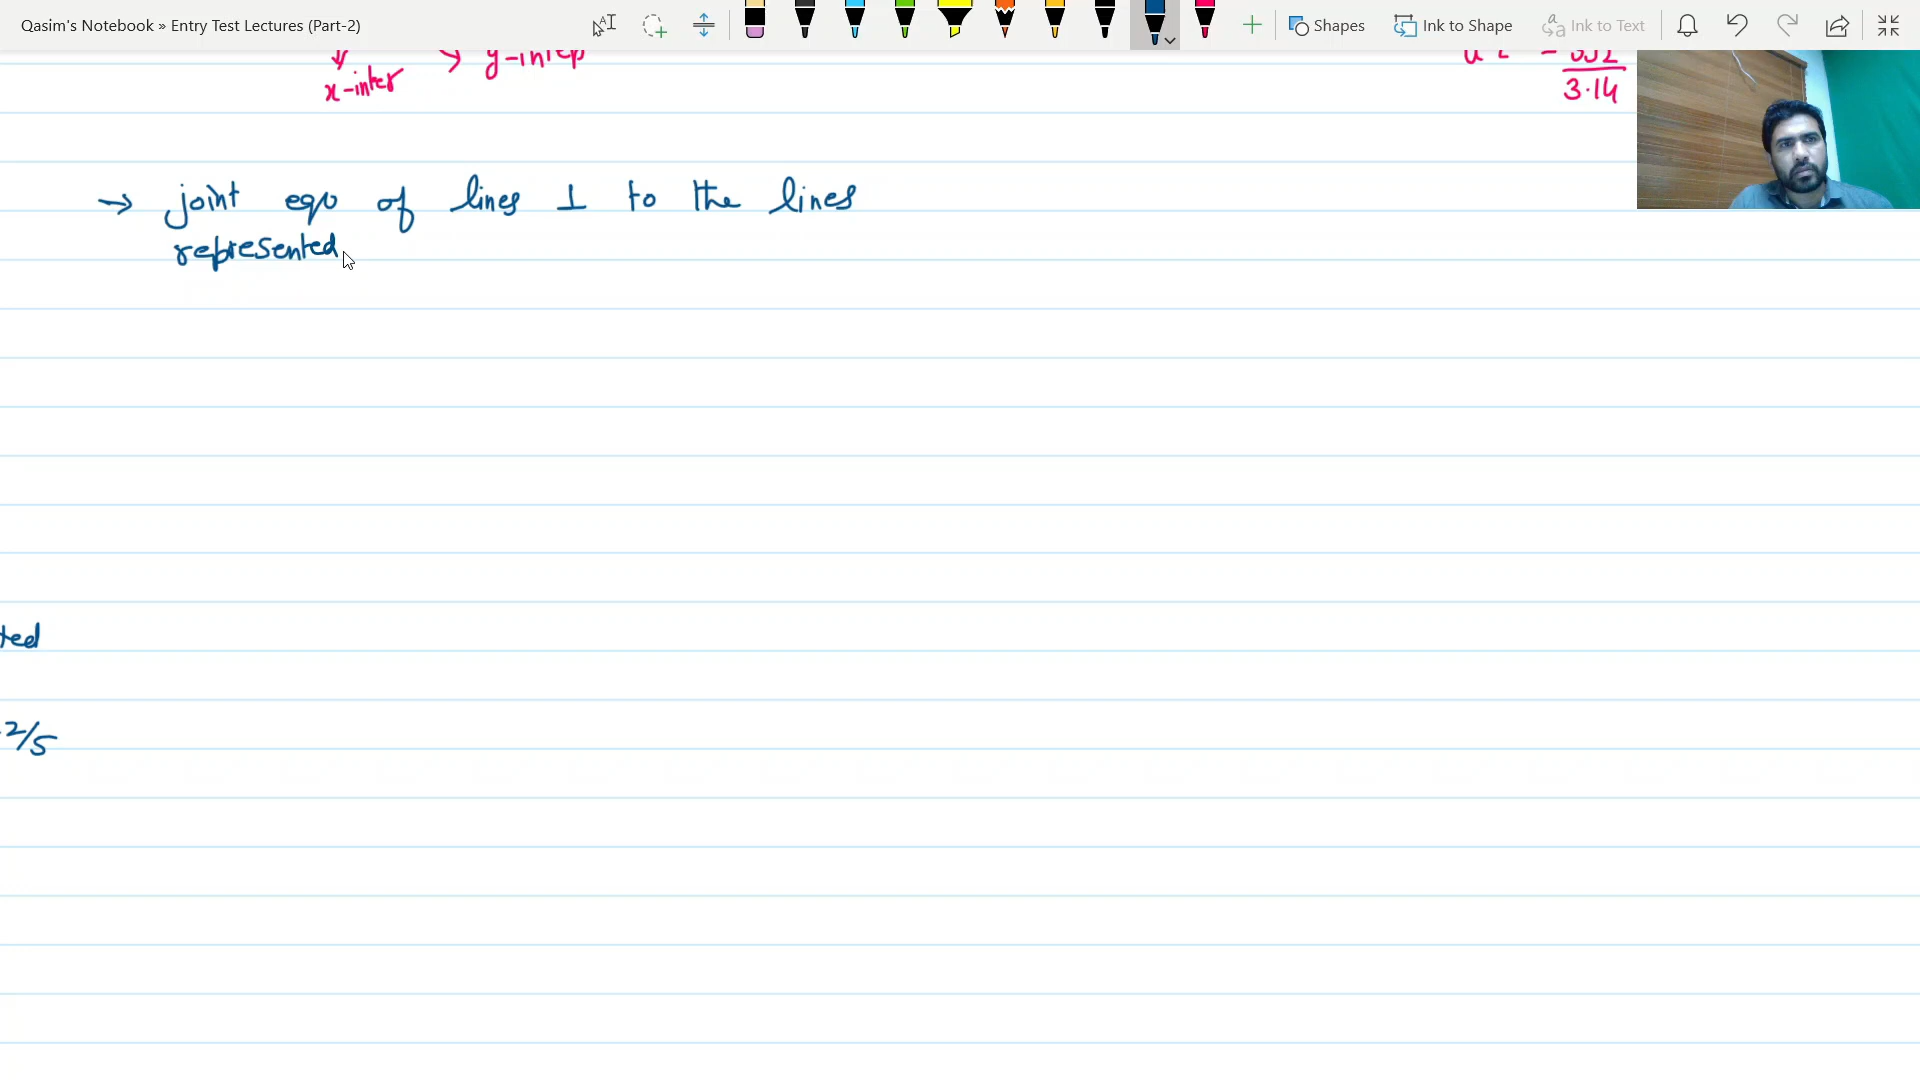 Qasim's Notebook » Entry Test Lectures (Part-2)
Shapes
Ink to Shape
Ink to Text
x-inter
y-intep
3.14
→ joint eqn of lines ⊥ to the lines
represented
ted
2/5